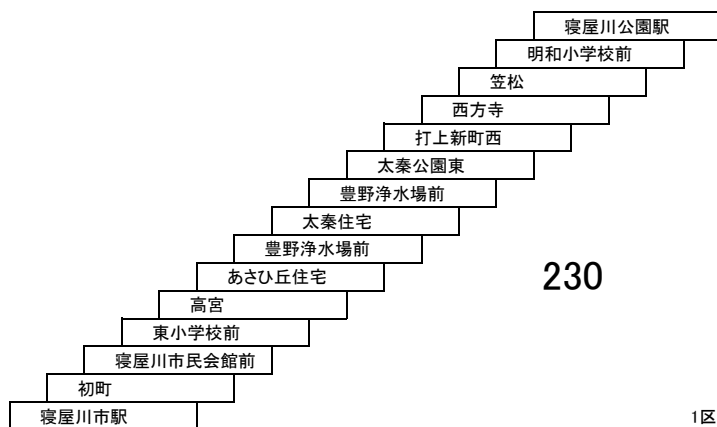 寝屋川公園駅
明和小学校前
笠松
西方寺
打上新町西
太秦公園東
豊野浄水場前
太秦住宅
豊野浄水場前
あさひ丘住宅
230
高宮
東小学校前
寝屋川市民会館前
初町
寝屋川市駅
1区